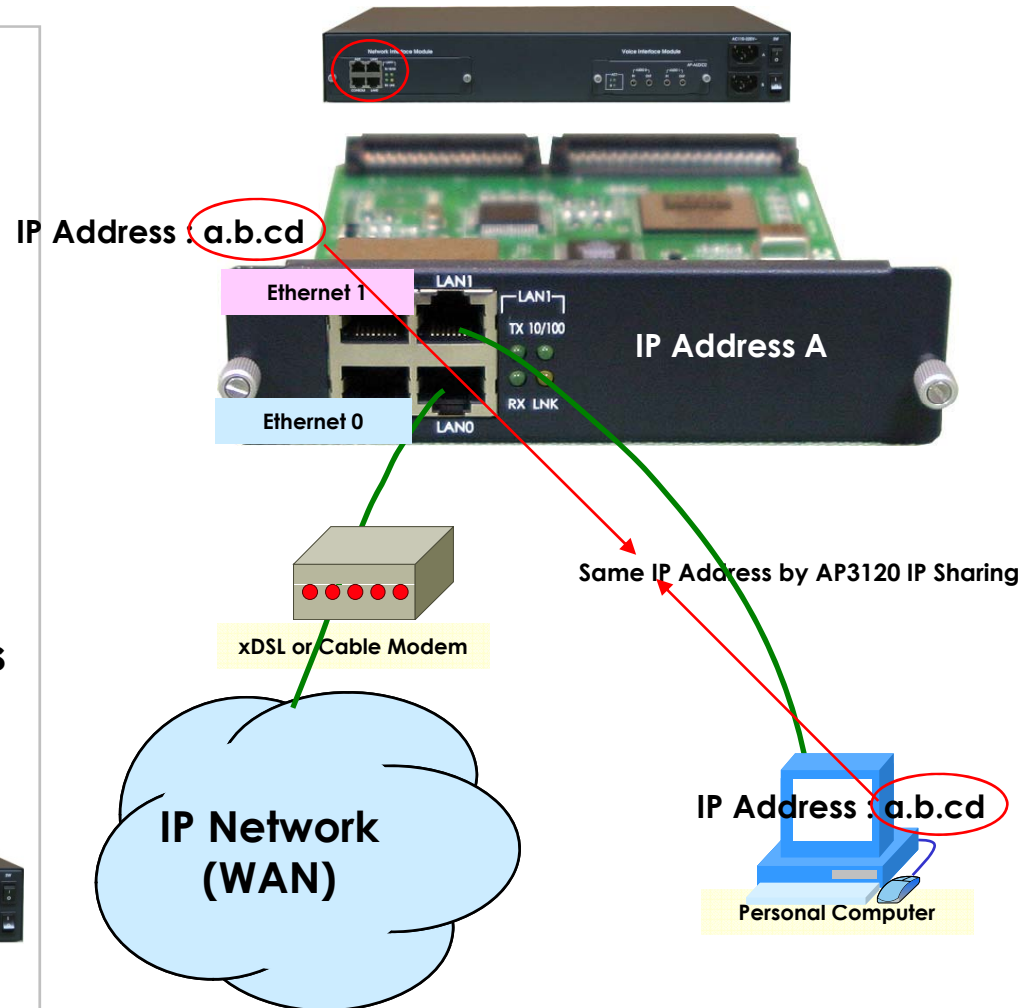 Network Interface Module
Voice Interface Module
IP Address : a.b.cd
Ethernet 1
LAN1
LAN1
TX 10/100
IP Address A
RX LNK
Ethernet 0
LAN0
Same IP Address by AP3120 IP Sharing
xDSL or Cable Modem
s
IP Network
(WAN)
IP Address : a.b.cd
Personal Computer